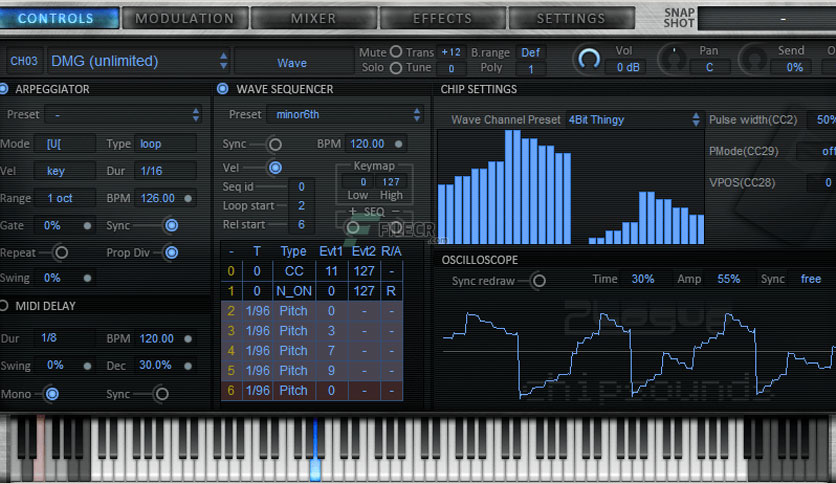 CONTROLS MODULATION MIXER EFFECTS SETTINGS SNAP SHOT -
CH03 DMG (unlimited) Wave Mute Trans +12 B.range Def Vol 0 dB Pan C Send 0%
Solo Tune 0 Poly 1
ARPEGGIATOR WAVE SEQUENCER CHIP SETTINGS
Preset - Preset minor6th Wave Channel Preset 4Bit Thingy Pulse width(CC2) 50%
Mode [U[ Type loop Sync BPM 120.00 PMode(CC29) off
Vel key Dur 1/16 Vel Keymap VPOS(CC28) 0
Range 1 oct BPM 126.00 Seq id 0 0 127
Loop start 2 Low High
Gate 0% Sync Rel start 6 + SEQ -
FILECR
.com
Repeat Prop Div - T Type Evt1 Evt2 R/A OSCILLOSCOPE
Swing 0% 0 0 CC 11 127 - Sync redraw Time 30% Amp 55% Sync free
1 0 N_ON 0 127 R
MIDI DELAY 2 1/96 Pitch 0 - -
plogue
3 1/96 Pitch 3 - -
Dur 1/8 BPM 120.00 4 1/96 Pitch 7 - -
Swing 0% Dec 30.0% 5 1/96 Pitch 9 - -
Mono Sync 6 1/96 Pitch 0 - -
chipsounds